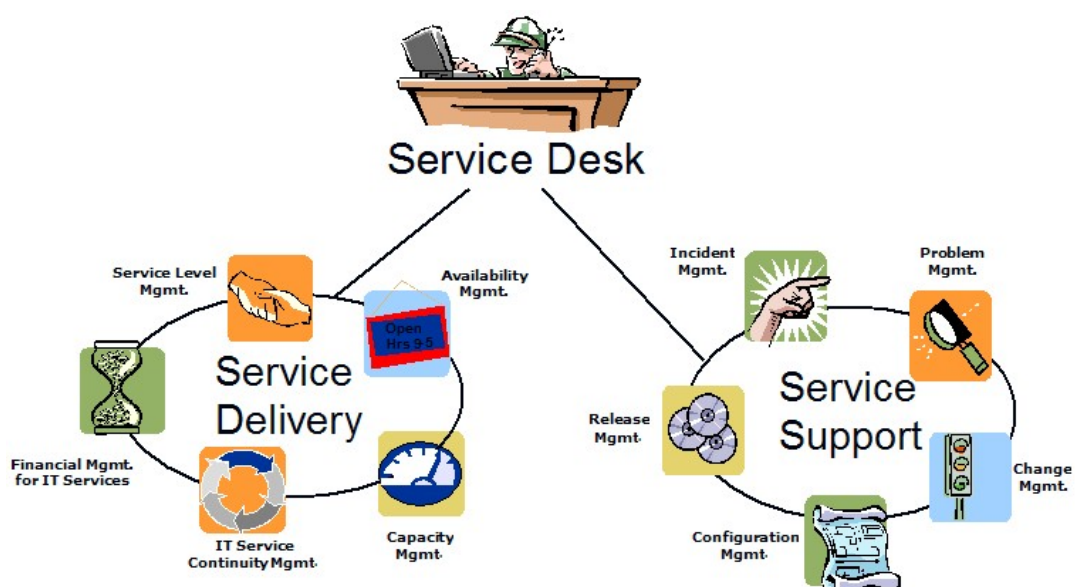 Service Desk
Service Level
Mgmt.
Availability
Mgmt.
Open
Hrs 9-5
Service
Delivery
Financial Mgmt.
for IT Services
IT Service
Continuity Mgmt.
Capacity
Mgmt.
Incident
Mgmt.
Problem
Mgmt.
Release
Mgmt.
Service
Support
Change
Mgmt.
Configuration
Mgmt.